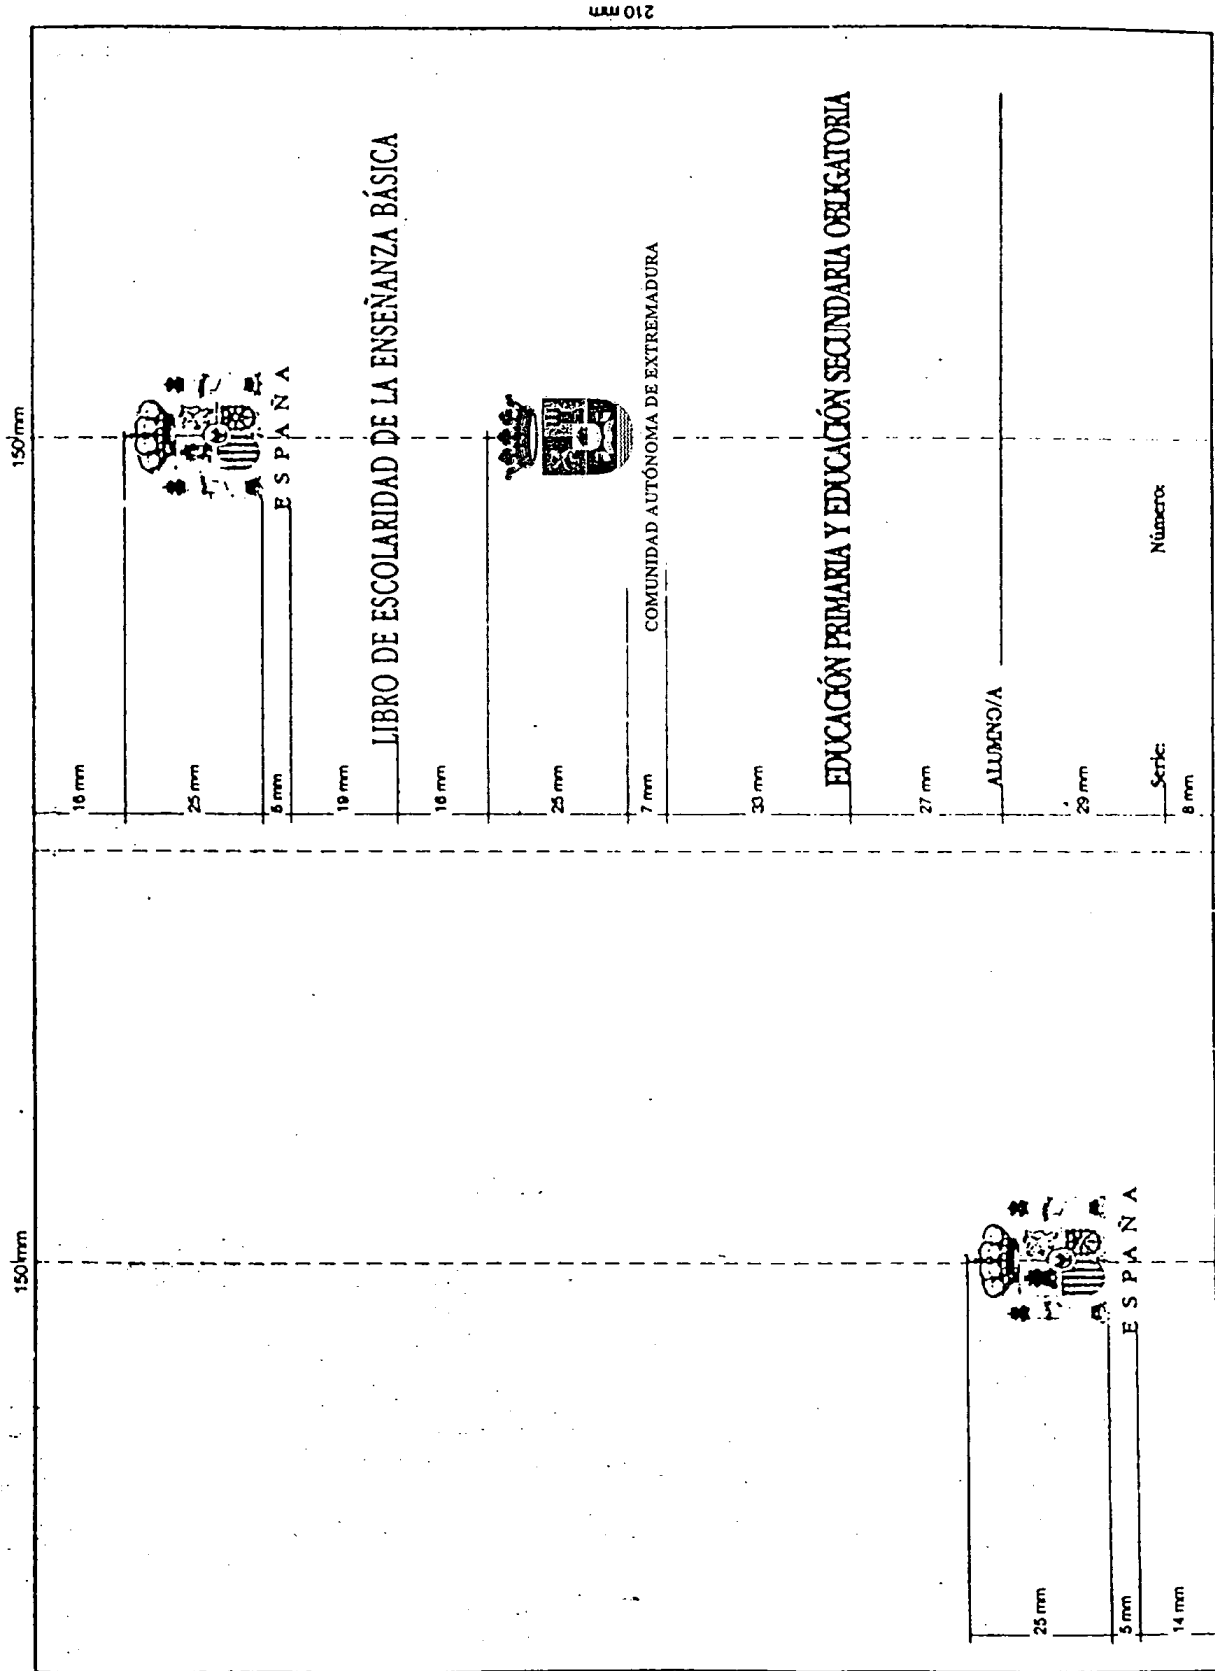 210 mm
150 mm
150 mm
16 mm
25 mm
ESPAÑA
5 mm
19 mm
LIBRO DE ESCOLARIDAD DE LA ENSEÑANZA BÁSICA
16 mm
25 mm
7 mm
COMUNIDAD AUTÓNOMA DE EXTREMADURA
33 mm
EDUCACIÓN PRIMARIA Y EDUCACIÓN SECUNDARIA OBLIGATORIA
27 mm
ALUMNO/A
29 mm
Serie: Número:
8 mm
25 mm
ESPAÑA
5 mm
14 mm